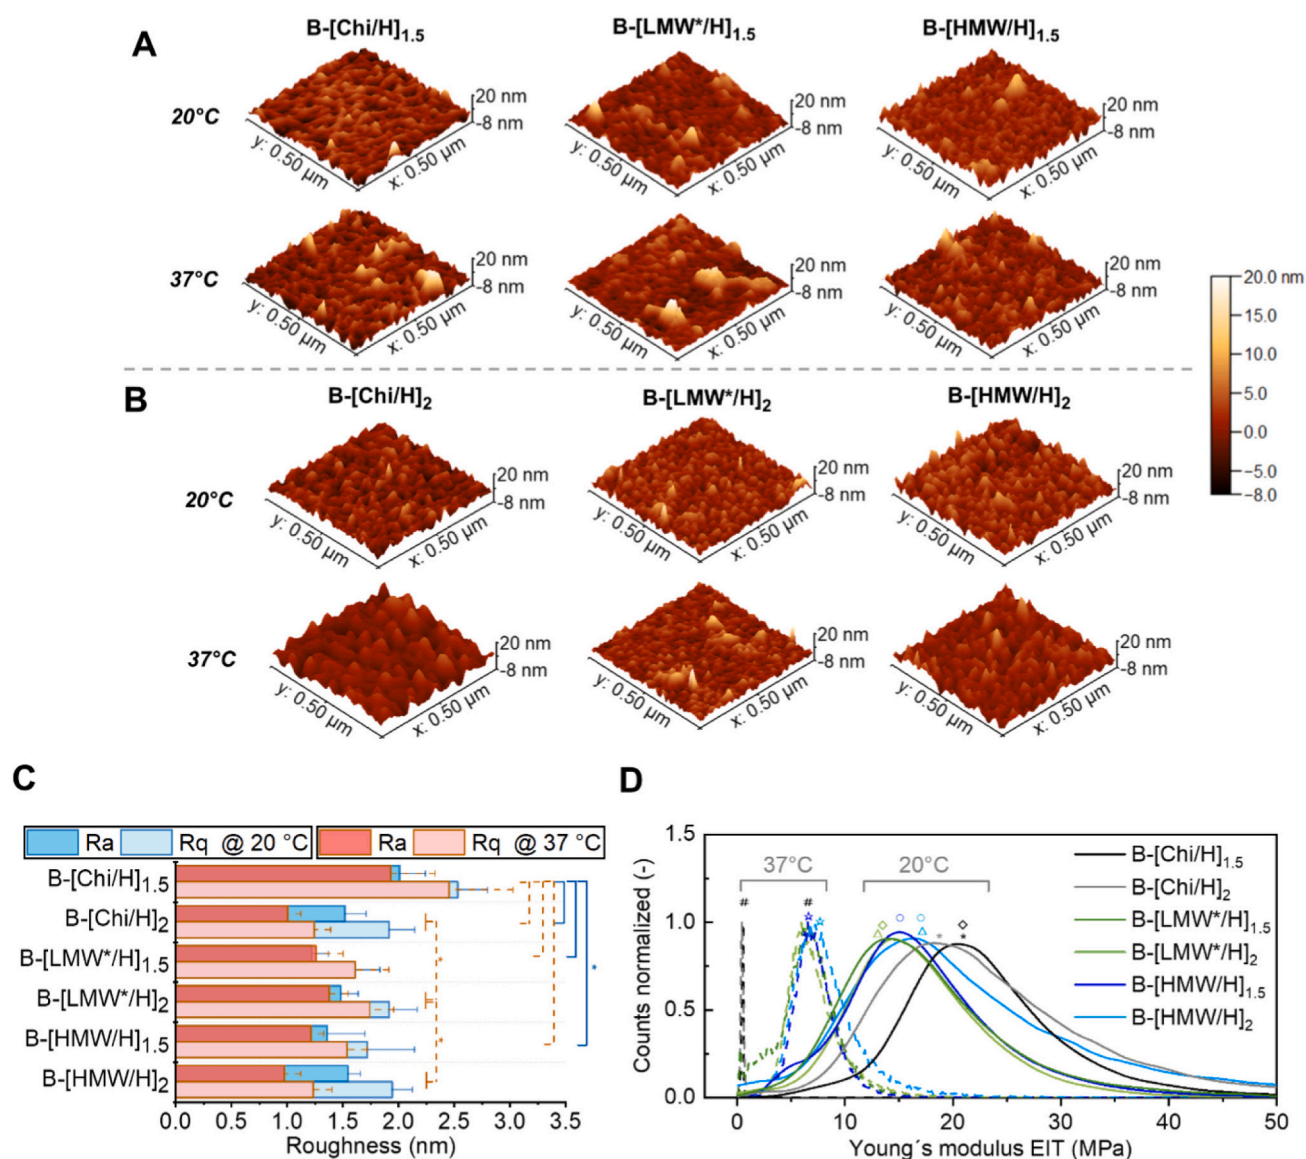 A
B-[Chi/H]1.5 B-[LMW*/H]1.5 B-[HMW/H]1.5
20°C
20 nm
-8 nm
y: 0.50 µm
x: 0.50 µm
20 nm
-8 nm
y: 0.50 µm
x: 0.50 µm
20 nm
-8 nm
y: 0.50 µm
x: 0.50 µm
37°C
20 nm
-8 nm
y: 0.50 µm
x: 0.50 µm
20 nm
-8 nm
y: 0.50 µm
x: 0.50 µm
20 nm
-8 nm
y: 0.50 µm
x: 0.50 µm
20.0 nm
15.0
10.0
5.0
0.0
−5.0
−8.0
B
B-[Chi/H]2 B-[LMW*/H]2 B-[HMW/H]2
20°C
20 nm
-8 nm
y: 0.50 µm
x: 0.50 µm
20 nm
-8 nm
y: 0.50 µm
x: 0.50 µm
20 nm
-8 nm
y: 0.50 µm
x: 0.50 µm
37°C
20 nm
-8 nm
y: 0.50 µm
x: 0.50 µm
20 nm
-8 nm
y: 0.50 µm
x: 0.50 µm
20 nm
-8 nm
y: 0.50 µm
x: 0.50 µm
C
Ra Rq @ 20 °C Ra Rq @ 37 °C
B-[Chi/H]1.5
B-[Chi/H]2
B-[LMW*/H]1.5
B-[LMW*/H]2
B-[HMW/H]1.5
B-[HMW/H]2
*
*
*
0.0 0.5 1.0 1.5 2.0 2.5 3.0 3.5
Roughness (nm)
D
Counts normalized (-)
1.5
1.0
0.5
0.0
37°C 20°C
# #
* *
B-[Chi/H]1.5
B-[Chi/H]2
B-[LMW*/H]1.5
B-[LMW*/H]2
B-[HMW/H]1.5
B-[HMW/H]2
0 10 20 30 40 50
Young´s modulus EIT (MPa)